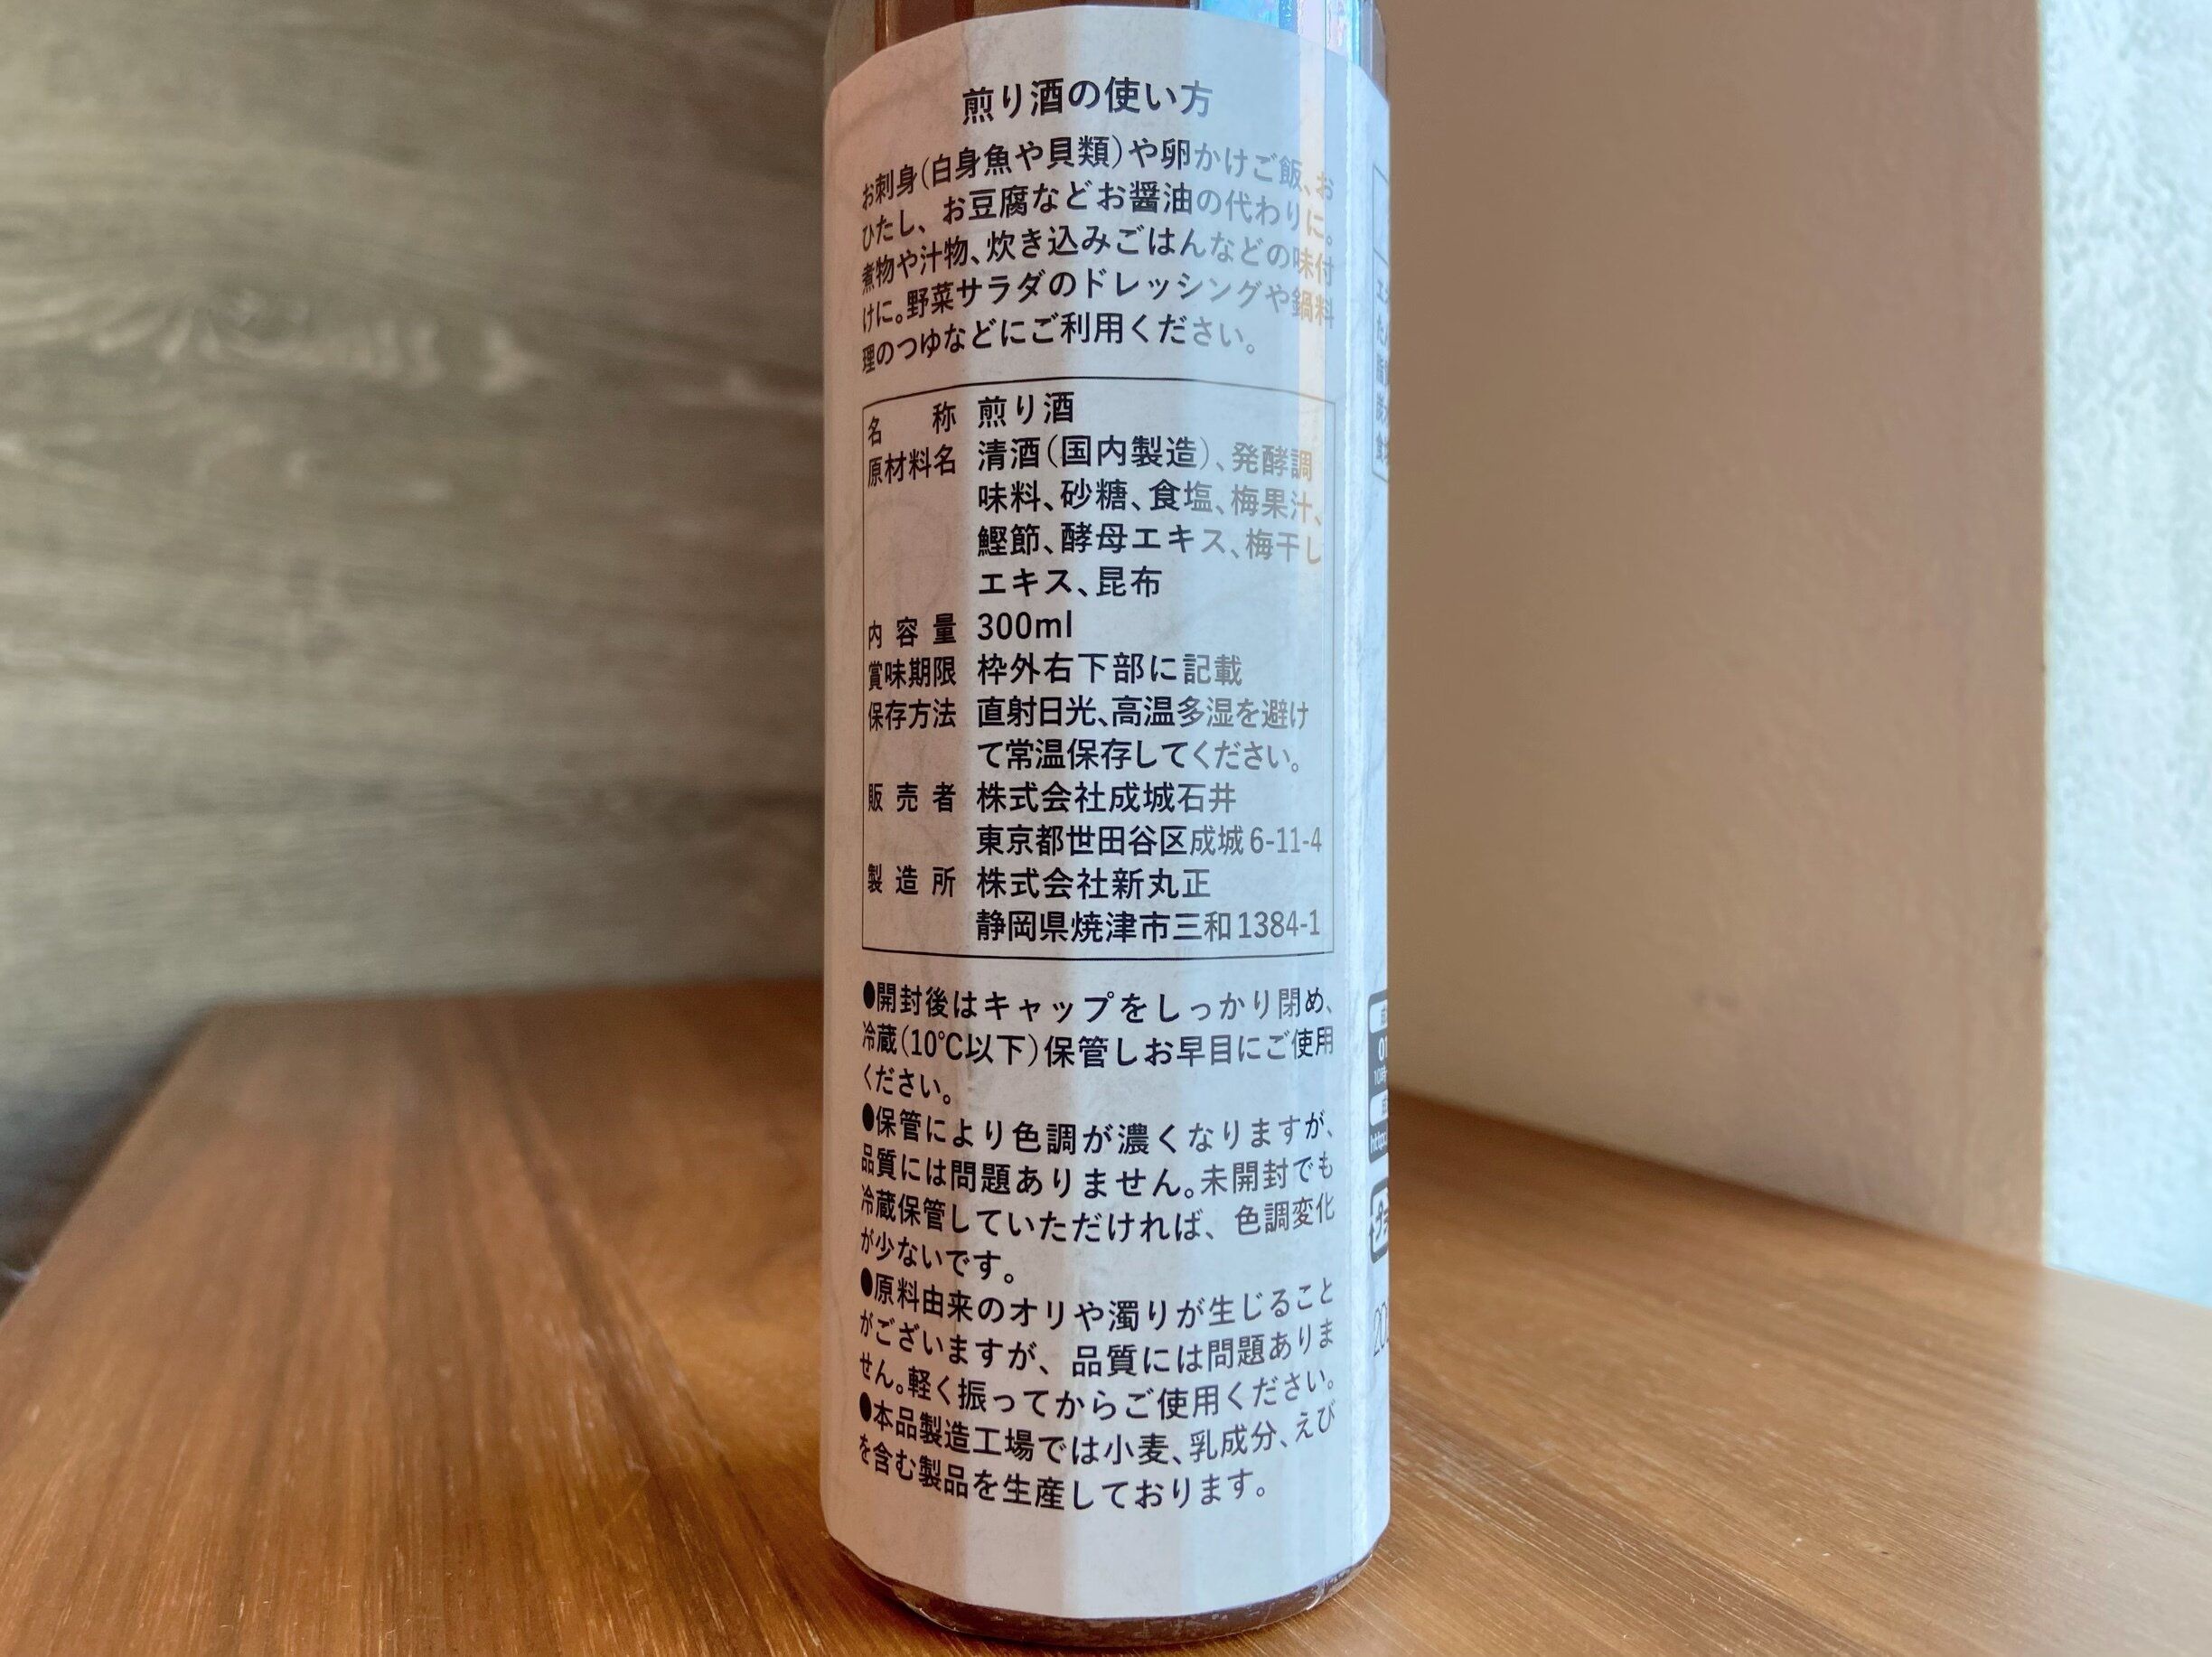 煎り酒の使い方
お刺身(白身魚や貝類)や卵かけご飯、お
ひたし、お豆腐などお醤油の代わりに。
煮物や汁物、炊き込みごはんなどの味付
けに。野菜サラダのドレッシングや鍋料
理のつゆなどにご利用ください。
名称 煎り酒
原材料名 清酒(国内製造)、発酵調
味料、砂糖、食塩、梅果汁、
鰹節、酵母エキス、梅干し
エキス、昆布
内容量 300ml
賞味期限 枠外右下部に記載
保存方法 直射日光、高温多湿を避け
て常温保存してください。
販売者 株式会社成城石井
東京都世田谷区成城6-11-4
製造所 株式会社新丸正
静岡県焼津市三和1384-1
●開封後はキャップをしっかり閉め、
冷蔵(10℃以下)保管しお早目にご使用
ください。
●保管により色調が濃くなりますが、
品質には問題ありません。未開封でも
冷蔵保管していただければ、色調変化
が少ないです。
●原料由来のオリや濁りが生じること
がございますが、品質には問題ありま
せん。軽く振ってからご使用ください。
●本品製造工場では小麦、乳成分、えび
を含む製品を生産しております。